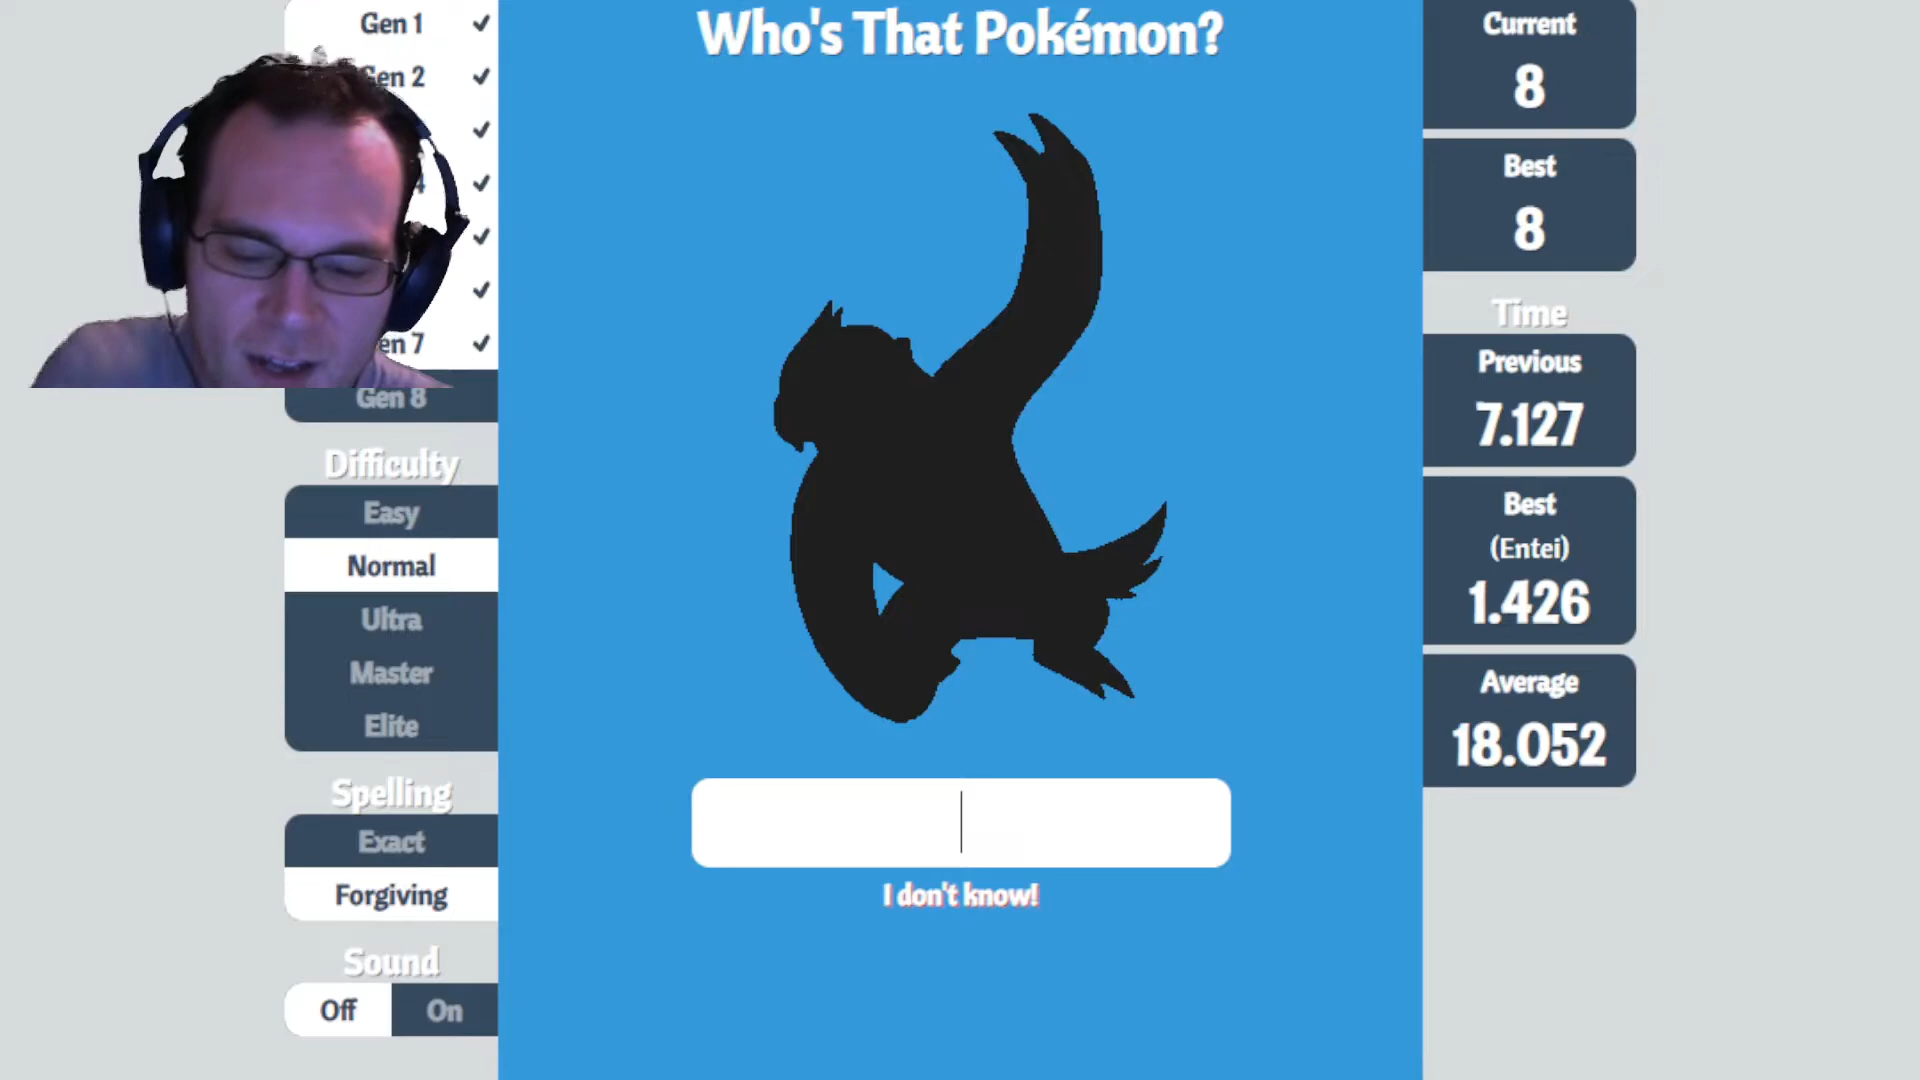 Gen 1
Gen 2
4
en 7
Gen 8
Difficulty
Easy
Normal
Ultra
Master
Elite
Spelling
Exact
Forgiving
Sound
Off On
Who's That Pokémon?
I don't know!
Current
8
Best
8
Time
Previous
7.127
Best
(Entei)
1.426
Average
18.052